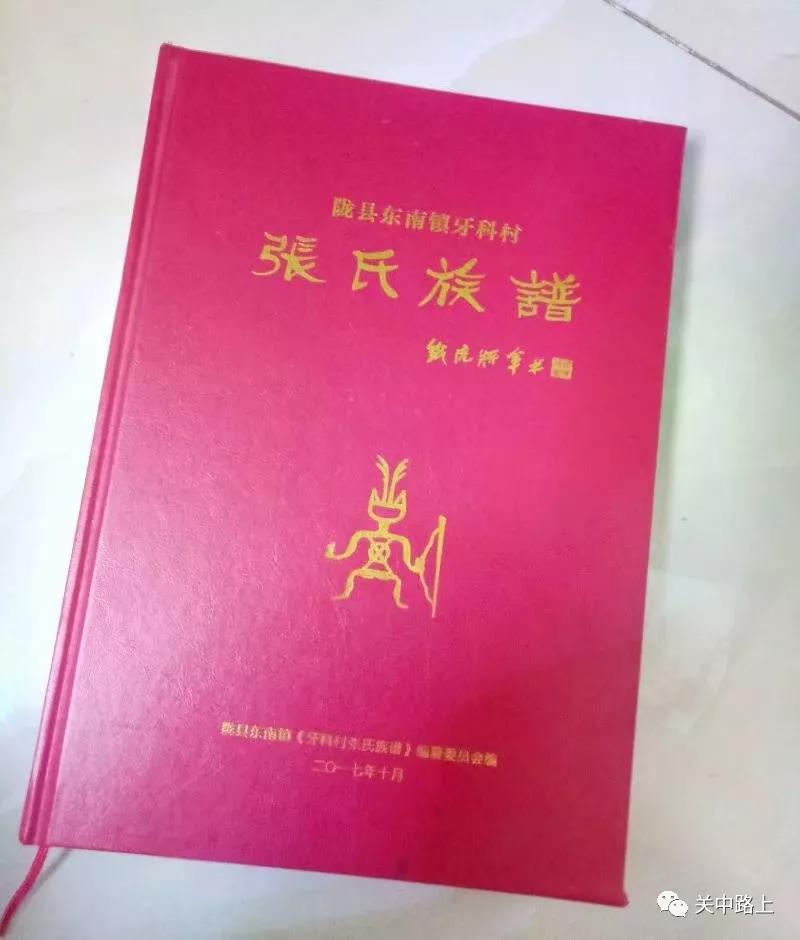 陇县东南镇牙科村
張氏族譜
陇县东南镇《牙科村张氏族谱》编纂委员会编
二〇一七年十月
关中路上